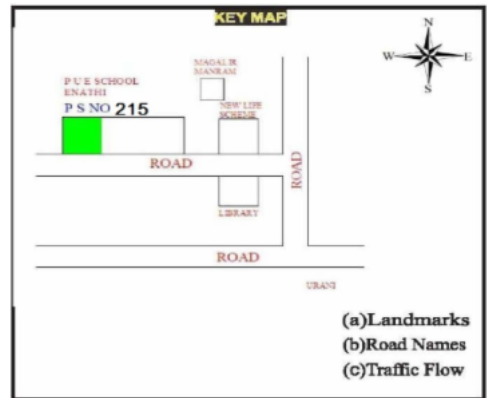 KEY MAP
N
W E
S
MAGALIR
MANRAM
P U E SCHOOL
ENATHI
P S NO 215
NEW LIFE
SCHEME
ROAD
ROAD
LIBRARY
ROAD
URANI
(a)Landmarks
(b)Road Names
(c)Traffic Flow